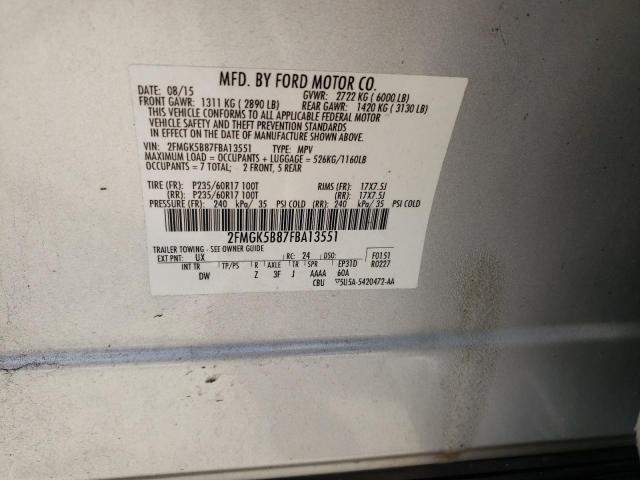 MFD. BY FORD MOTOR CO.
DATE: 08/15 GVWR: 2722 KG ( 6000 LB)
FRONT GAWR: 1311 KG ( 2890 LB) REAR GAWR: 1420 KG ( 3130 LB)
THIS VEHICLE CONFORMS TO ALL APPLICABLE FEDERAL MOTOR
VEHICLE SAFETY AND THEFT PREVENTION STANDARDS
IN EFFECT ON THE DATE OF MANUFACTURE SHOWN ABOVE.
VIN: 2FMGK5B87FBA13551 TYPE: MPV
MAXIMUM LOAD = OCCUPANTS + LUGGAGE = 526KG/1160LB
OCCUPANTS = 7 TOTAL; 2 FRONT, 5 REAR
TIRE (FR): P235/60R17 100T RIMS (FR): 17X7.5J
(RR): P235/60R17 100T (RR): 17X7.5J
PRESSURE (FR): 240 kPa/ 35 PSI COLD (RR): 240 kPa/ 35 PSI COLD
2FMGK5B87FBA13551
TRAILER TOWING - SEE OWNER GUIDE
EXT PNT: UX RC: 24 DSO: F0151
INT TR TP/PS R AXLE TR SPR EP31D R0227
DW Z 3F J AAAA 60A
CBU 5U5A-5420472-AA